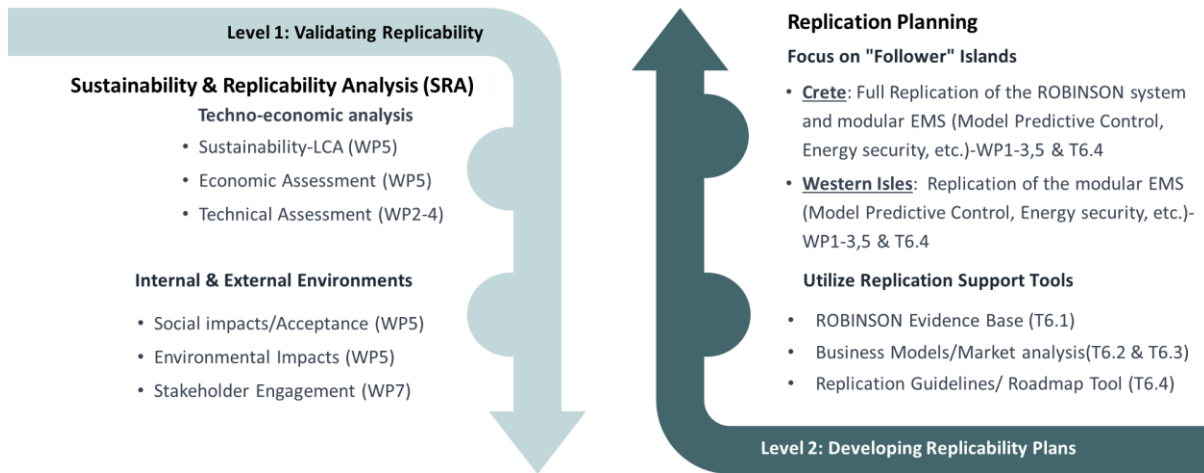 Level 1: Validating Replicability
Sustainability & Replicability Analysis (SRA)
Techno-economic analysis
• Sustainability-LCA (WP5)
• Economic Assessment (WP5)
• Technical Assessment (WP2-4)
Internal & External Environments
• Social impacts/Acceptance (WP5)
• Environmental Impacts (WP5)
• Stakeholder Engagement (WP7)
Replication Planning
Focus on "Follower" Islands
• Crete: Full Replication of the ROBINSON system
and modular EMS (Model Predictive Control,
Energy security, etc.)-WP1-3,5 & T6.4
• Western Isles: Replication of the modular EMS
(Model Predictive Control, Energy security, etc.)-
WP1-3,5 & T6.4
Utilize Replication Support Tools
• ROBINSON Evidence Base (T6.1)
• Business Models/Market analysis(T6.2 & T6.3)
• Replication Guidelines/ Roadmap Tool (T6.4)
Level 2: Developing Replicability Plans